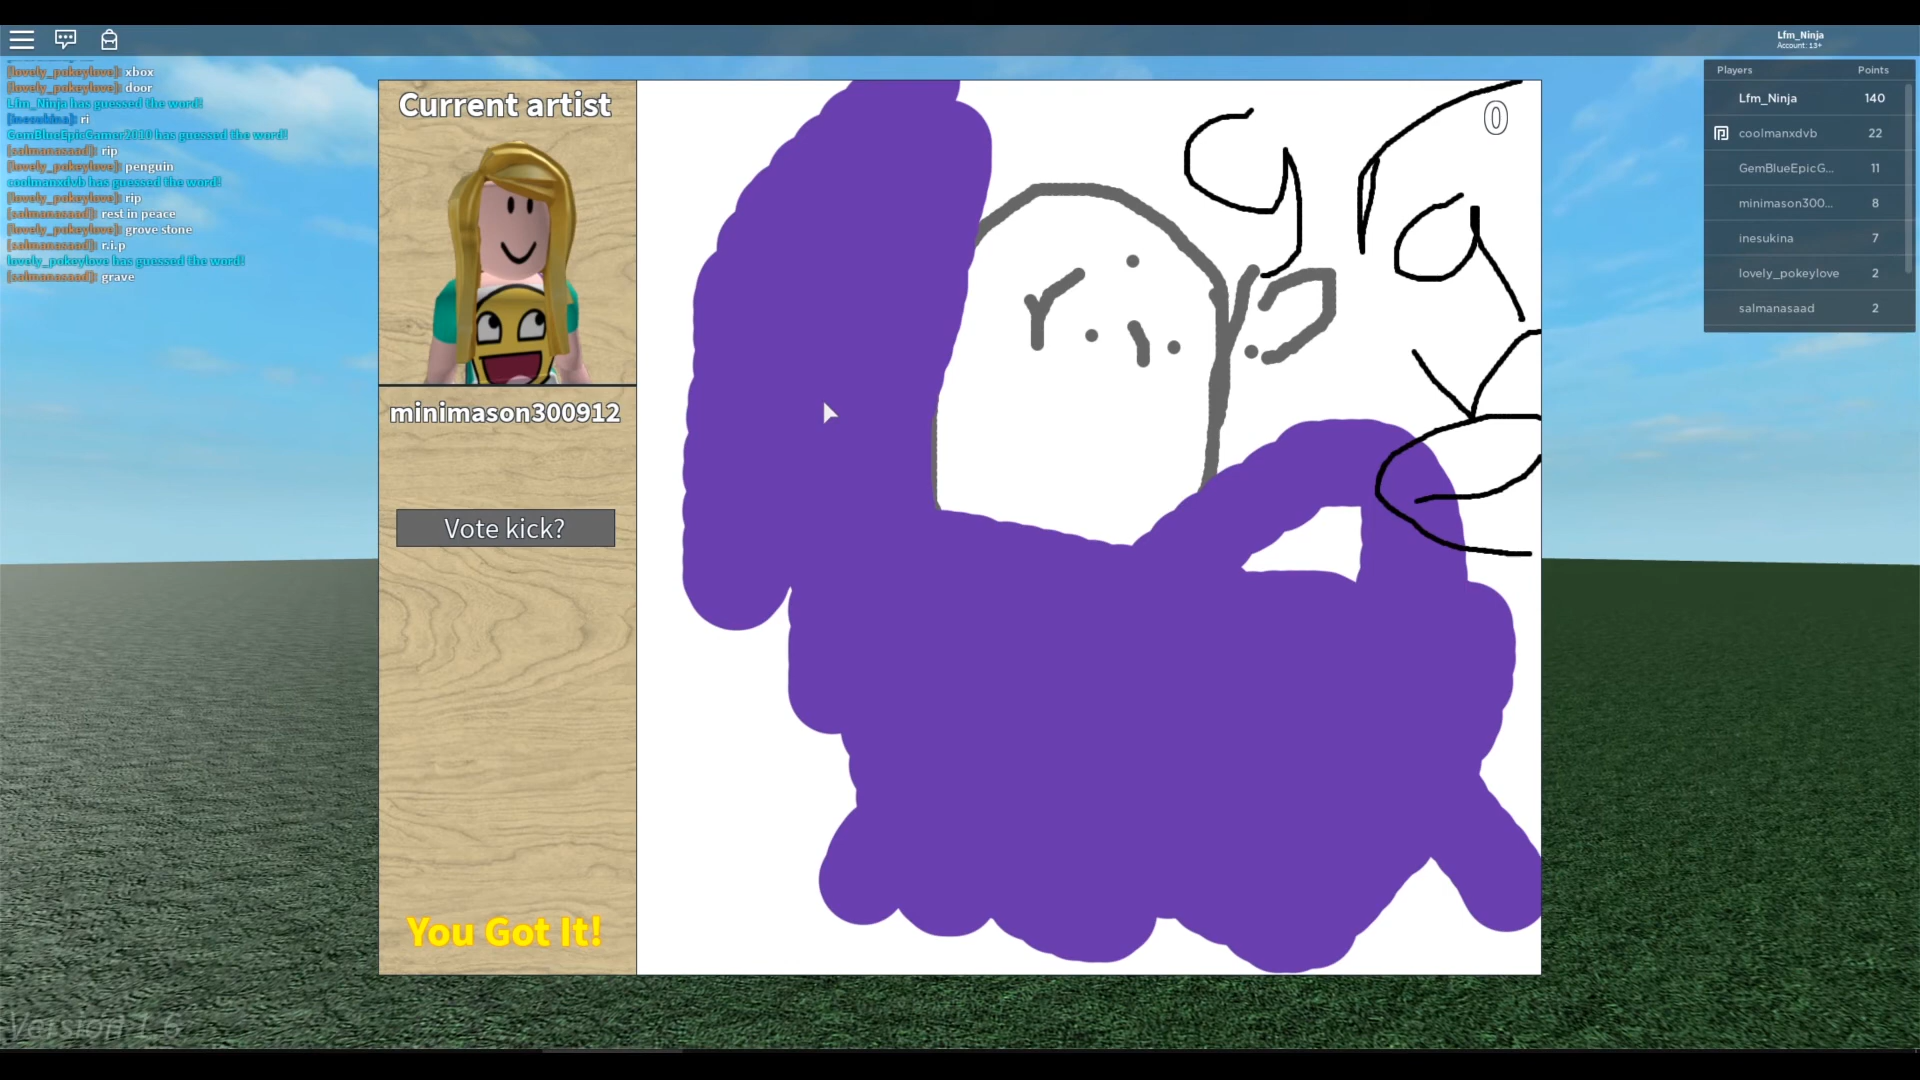 Lfm_Ninja
Account: 13+
[lovely_pokeylove]: xbox
[lovely_pokeylove]: door
Lfm_Ninja has guessed the word!
[inesukina]: ri
GemBlueEpicGamer2010 has guessed the word!
[salmanasaad]: rip
[lovely_pokeylove]: penguin
coolmanxdvb has guessed the word!
[lovely_pokeylove]: rip
[salmanasaad]: rest in peace
[lovely_pokeylove]: grove stone
[salmanasaad]: r.i.p
lovely_pokeylove has guessed the word!
[salmanasaad]: grave
Current artist
minimason300912
Vote kick?
You Got It!
0
gra
ve
r.i.p
Players Points
Lfm_Ninja 140
coolmanxdvb 22
GemBlueEpicG... 11
minimason300... 8
inesukina 7
lovely_pokeylove 2
salmanasaad 2
Version 1.6